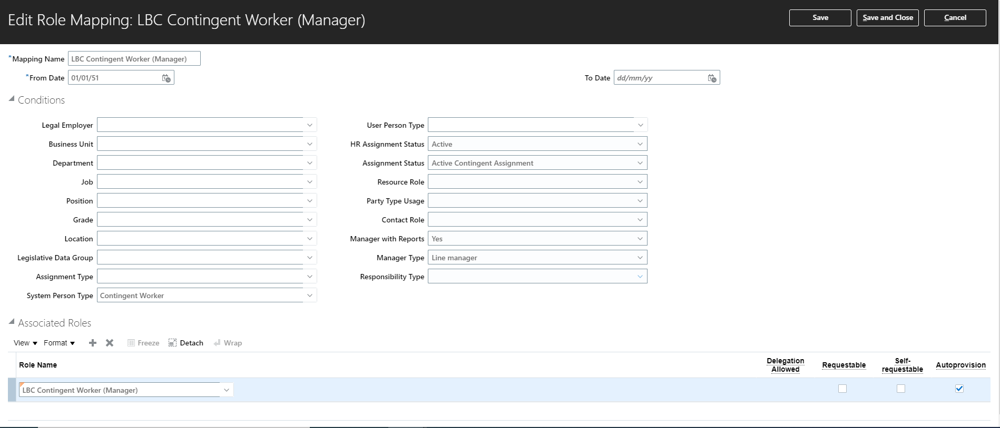 Edit Role Mapping: LBC Contingent Worker (Manager)
Save
Save and Close
Cancel
*Mapping Name LBC Contingent Worker (Manager)
*From Date 01/01/51
To Date dd/mm/yy
Conditions
Legal Employer
Business Unit
Department
Job
Position
Grade
Location
Legislative Data Group
Assignment Type
System Person Type Contingent Worker
User Person Type
HR Assignment Status Active
Assignment Status Active Contingent Assignment
Resource Role
Party Type Usage
Contact Role
Manager with Reports Yes
Manager Type Line manager
Responsibility Type
Associated Roles
View Format Freeze Detach Wrap
Role Name
Delegation
Allowed
Requestable
Self-
requestable
Autoprovision
LBC Contingent Worker (Manager)